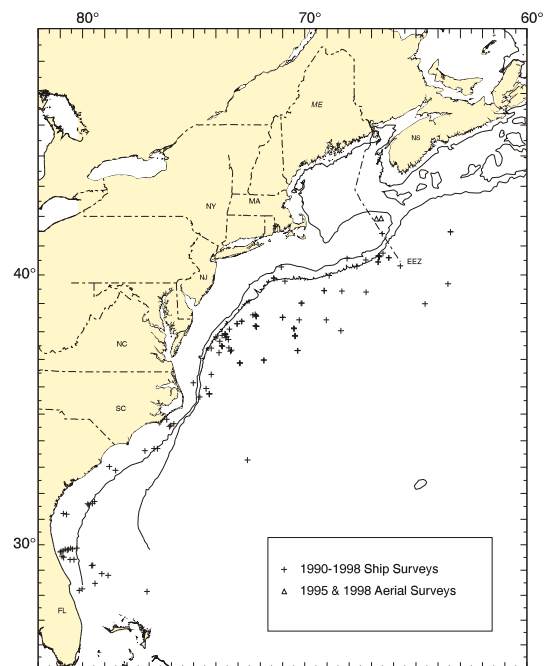 80° 70° 60°
ME
NS
NY
MA
EEZ
40°
NJ
NC
SC
30°
FL
+ 1990-1998 Ship Surveys
△ 1995 & 1998 Aerial Surveys